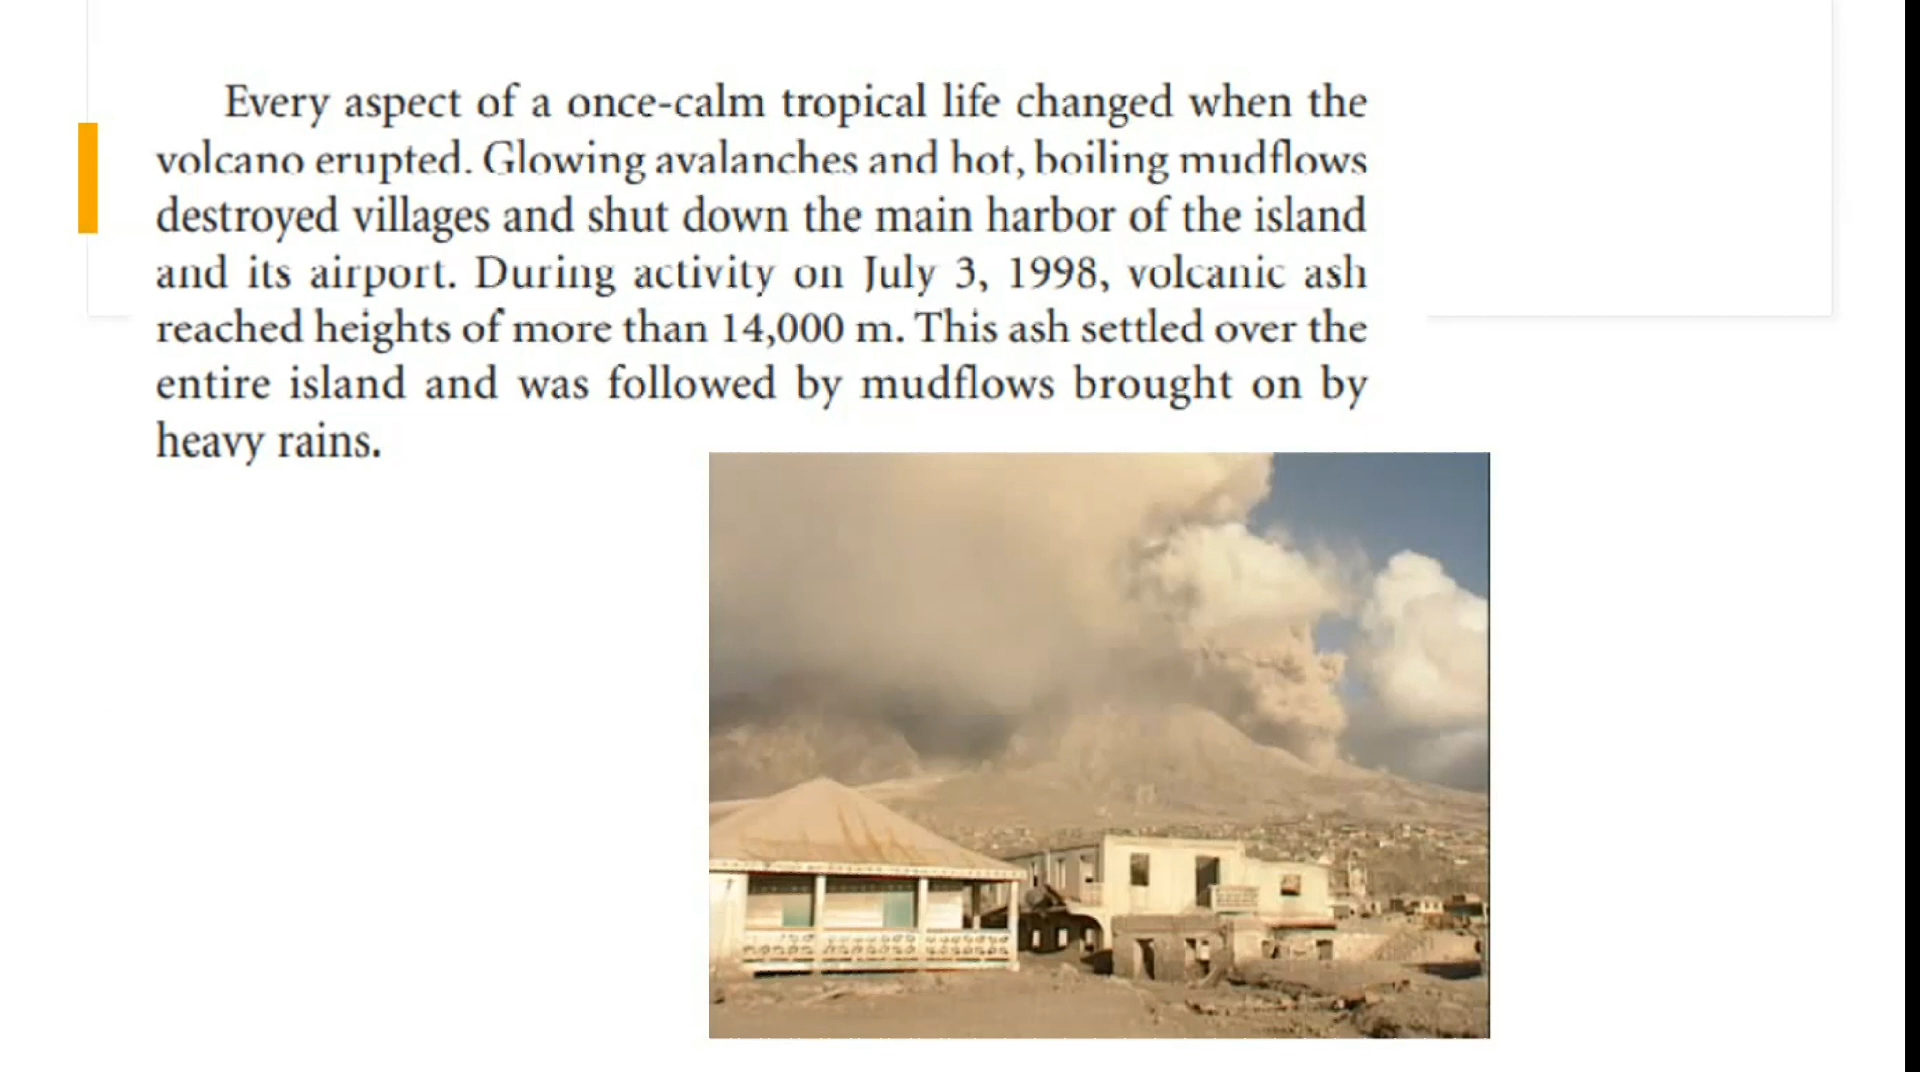 Every aspect of a once-calm tropical life changed when the
volcano erupted. Glowing avalanches and hot, boiling mudflows
destroyed villages and shut down the main harbor of the island
and its airport. During activity on July 3, 1998, volcanic ash
reached heights of more than 14,000 m. This ash settled over the
entire island and was followed by mudflows brought on by
heavy rains.